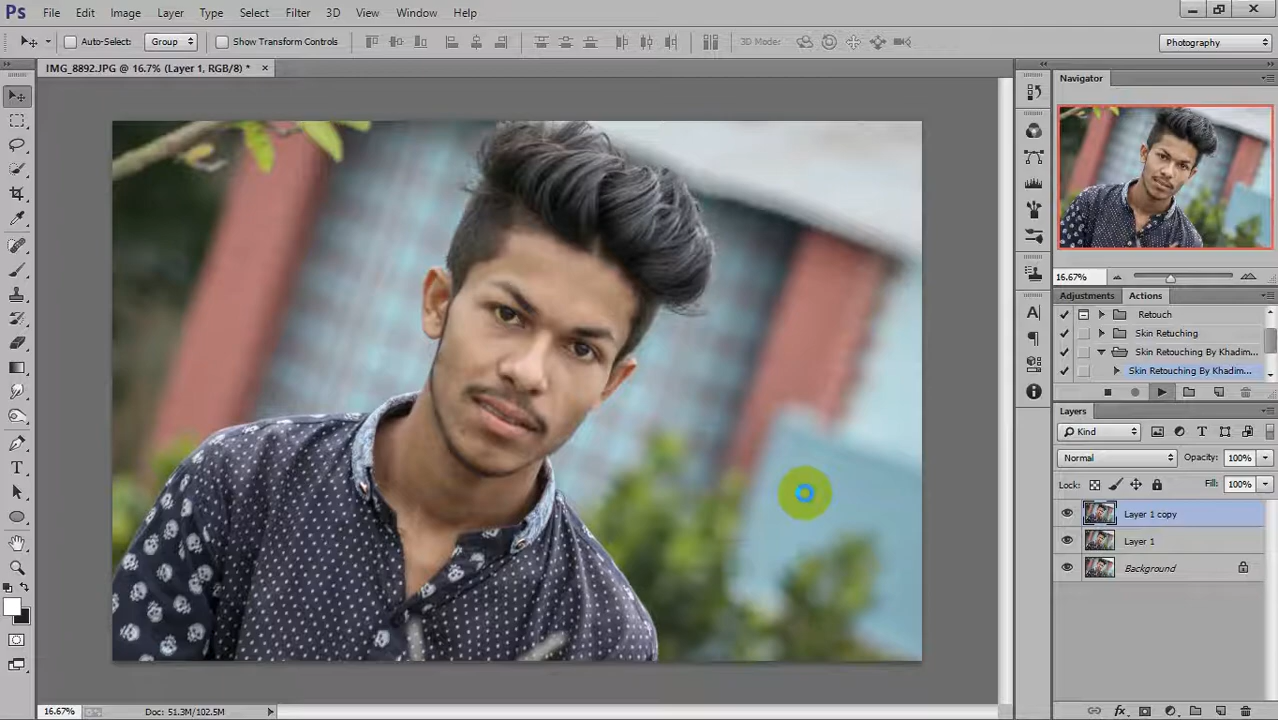 Ps File Edit Image Layer Type Select Filter 3D View Window Help
Auto-Select: Group Show Transform Controls 3D Mode: Photography
IMG_8892.JPG @ 16.7% (Layer 1, RGB/8) * ×
Navigator
16.67%
Adjustments Actions
Retouch
Skin Retuching
Skin Retouching By Khadim...
Skin Retouching By Khadim...
Layers
Kind
Normal Opacity: 100%
Lock: Fill: 100%
Layer 1 copy
Layer 1
Background
16.67% Doc: 51.3M/102.5M